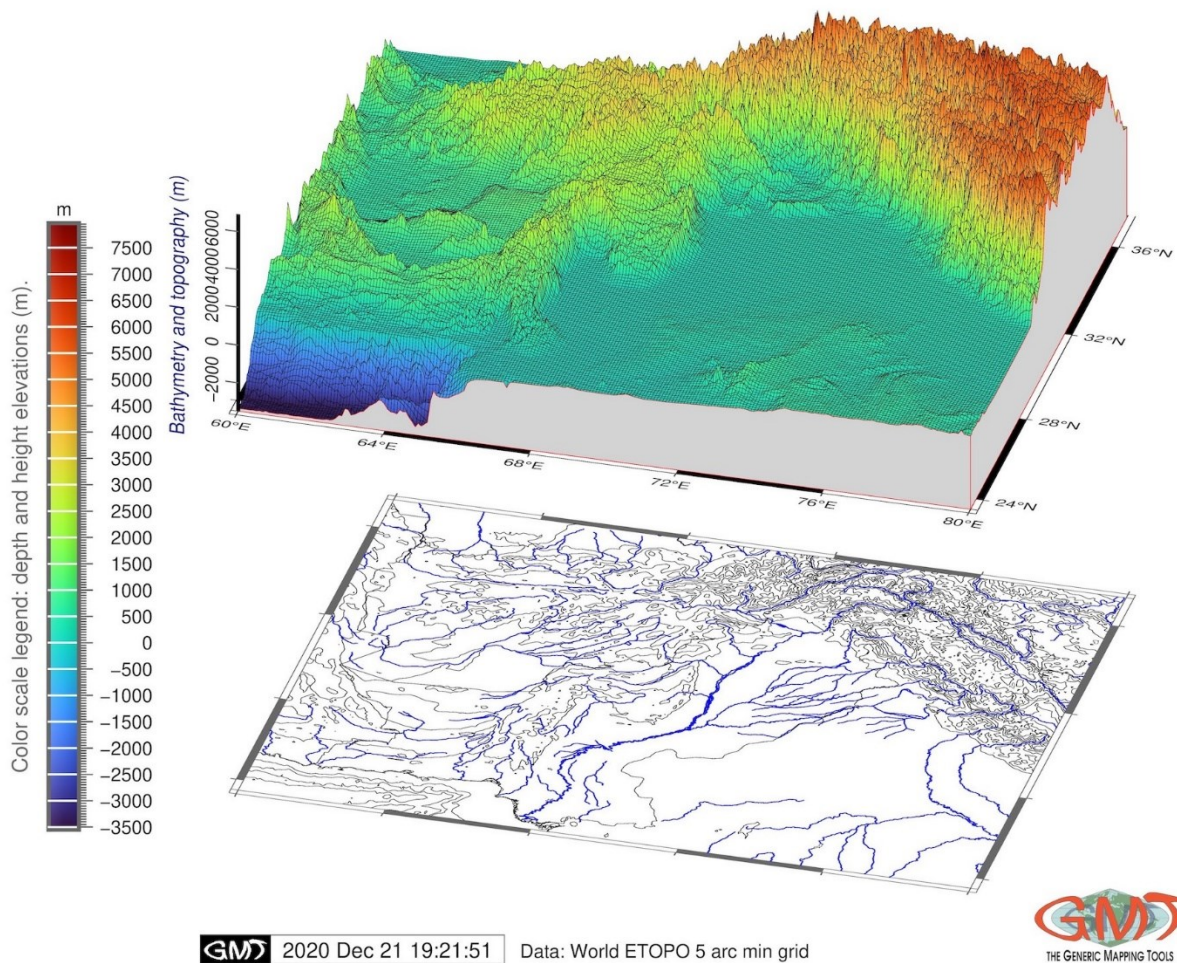 m
7500
7000
6500
6000
5500
5000
4500
4000
3500
3000
2500
2000
1500
1000
500
0
−500
−1000
−1500
−2000
−2500
−3000
−3500
Color scale legend: depth and height elevations (m).
Bathymetry and topography (m)
−2000 0 2000 4000 6000
60°E
64°E
68°E
72°E
76°E
80°E
24°N
28°N
32°N
36°N
GMT 2020 Dec 21 19:21:51 Data: World ETOPO 5 arc min grid
GMT
THE GENERIC MAPPING TOOLS